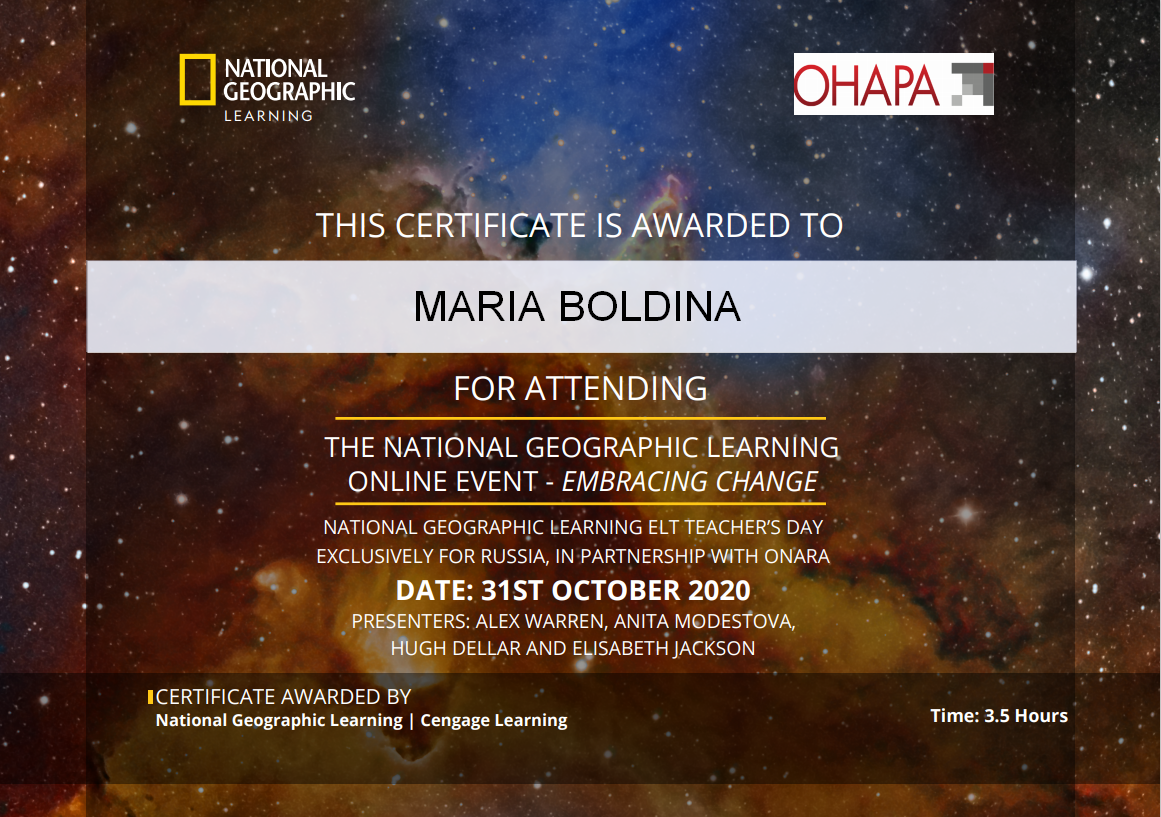 NATIONAL
GEOGRAPHIC
LEARNING
ОНАРА
THIS CERTIFICATE IS AWARDED TO
MARIA BOLDINA
FOR ATTENDING
THE NATIONAL GEOGRAPHIC LEARNING
ONLINE EVENT - EMBRACING CHANGE
NATIONAL GEOGRAPHIC LEARNING ELT TEACHER’S DAY
EXCLUSIVELY FOR RUSSIA, IN PARTNERSHIP WITH ONARA
DATE: 31ST OCTOBER 2020
PRESENTERS: ALEX WARREN, ANITA MODESTOVA,
HUGH DELLAR AND ELISABETH JACKSON
CERTIFICATE AWARDED BY
National Geographic Learning | Cengage Learning
Time: 3.5 Hours